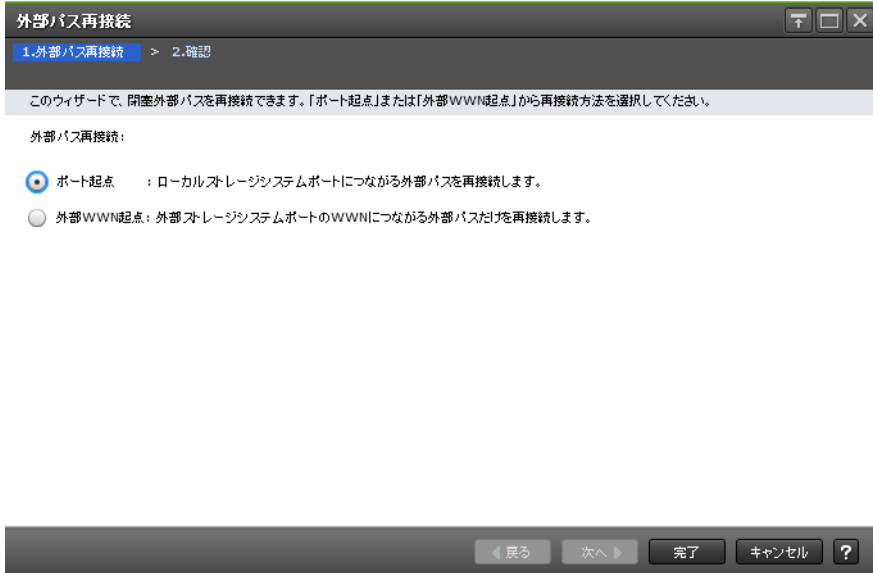 外部パス再接続
1.外部パス再接続 > 2.確認
このウィザードで、閉塞外部パスを再接続できます。「ポート起点」または「外部WWN起点」から再接続方法を選択してください。
外部パス再接続:
ポート起点 : ローカルストレージシステムポートにつながる外部パスを再接続します。
外部WWN起点: 外部ストレージシステムポートのWWNにつながる外部パスだけを再接続します。
戻る 次へ 完了 キャンセル ?